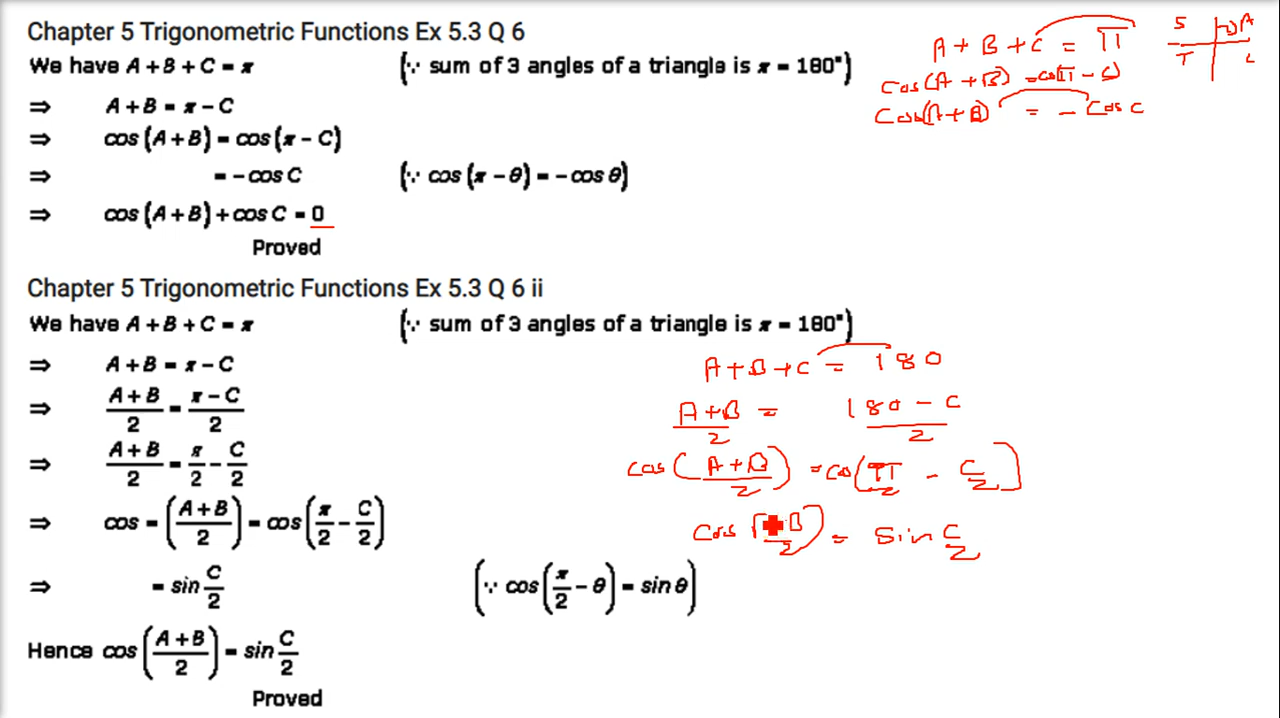 Chapter 5 Trigonometric Functions Ex 5.3 Q 6
We have A + B + C = π (∵ sum of 3 angles of a triangle is π = 180°)
⇒ A + B = π − C
⇒ cos(A + B) = cos(π − C)
⇒ = −cos C (∵ cos(π − θ) = −cos θ)
⇒ cos(A + B) + cos C = 0
Proved
A + B + C = π
cos(A + B) = cos(π − C)
cos(A + B) = − cos C
S A
T C
Chapter 5 Trigonometric Functions Ex 5.3 Q 6 ii
We have A + B + C = π (∵ sum of 3 angles of a triangle is π = 180°)
⇒ A + B = π − C
⇒ (A + B)/2 = (π − C)/2
⇒ (A + B)/2 = π/2 − C/2
⇒ cos = ((A + B)/2) = cos(π/2 − C/2)
⇒ = sin C/2 (∵ cos(π/2 − θ) = sin θ)
Hence cos((A + B)/2) = sin C/2
Proved
A + B + C = 180
(A + B)/2 = (180 − C)/2
cos((A + B)/2) = cos(π/2 − C/2)
cos( B/2) = sin C/2